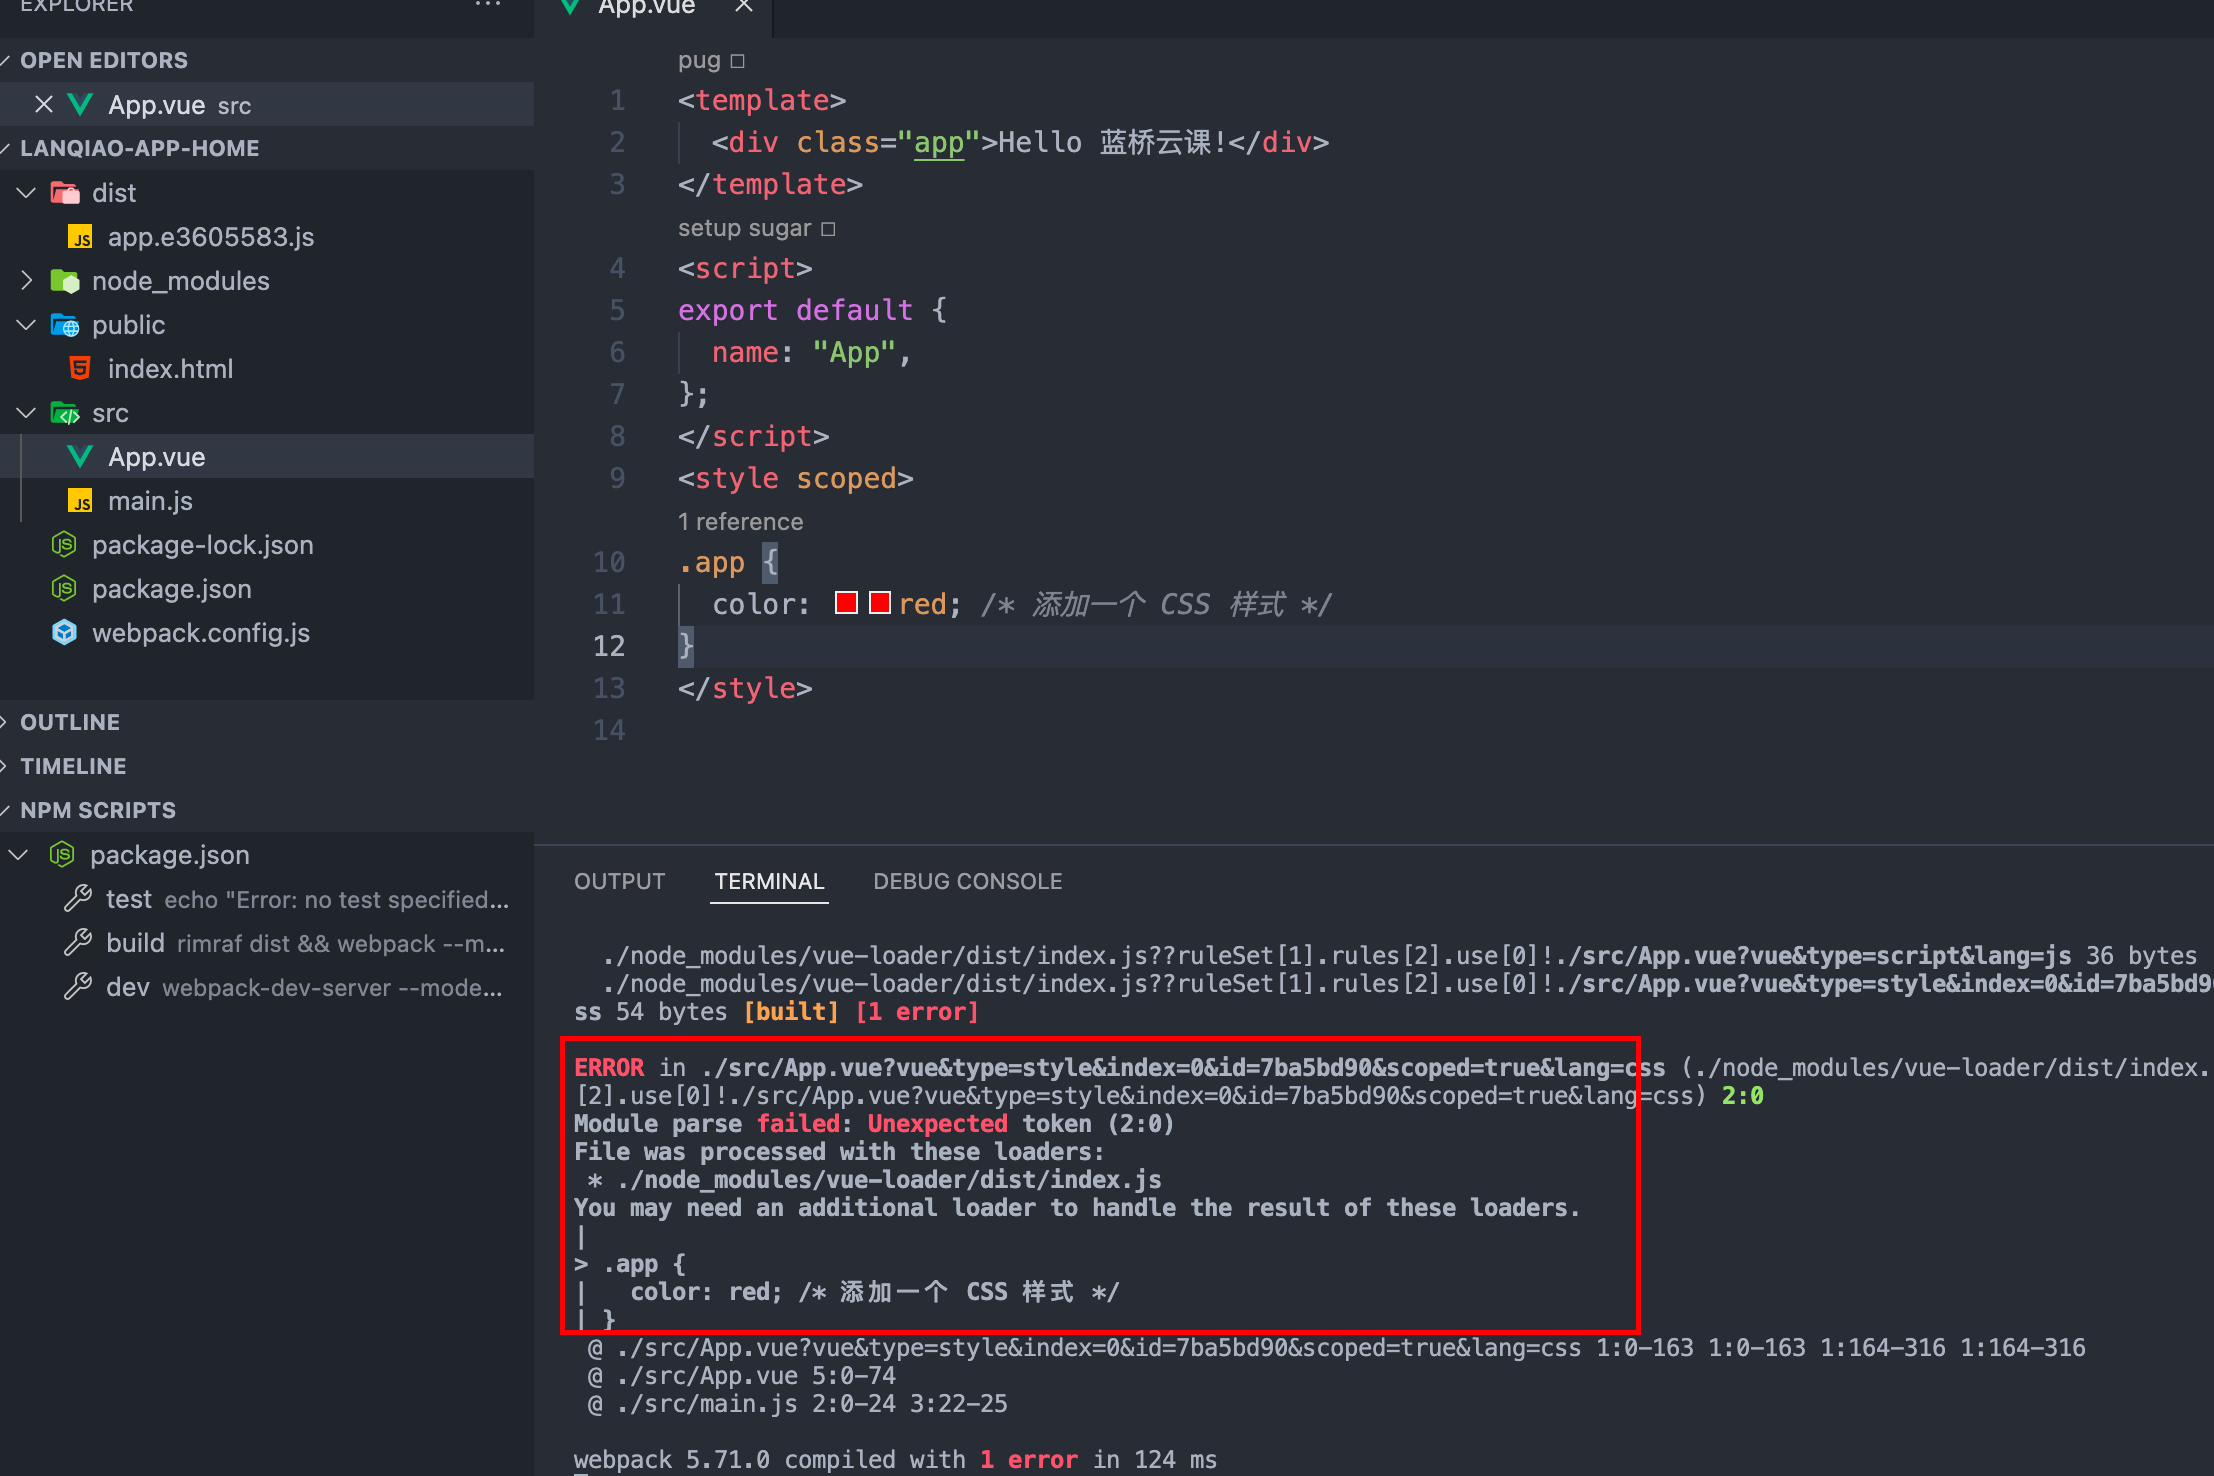 EXPLORER
OPEN EDITORS
App.vue src
LANQIAO-APP-HOME
dist
app.e3605583.js
node_modules
public
index.html
src
App.vue
main.js
package-lock.json
package.json
webpack.config.js
OUTLINE
TIMELINE
NPM SCRIPTS
package.json
test echo "Error: no test specified...
build rimraf dist && webpack --m...
dev webpack-dev-server --mode...
App.vue
pug
1 <template>
2 <div class="app">Hello 蓝桥云课!</div>
3 </template>
setup sugar
4 <script>
5 export default {
6 name: "App",
7 };
8 </script>
9 <style scoped>
1 reference
10 .app {
11 color: red; /* 添加一个 CSS 样式 */
12 }
13 </style>
14
OUTPUT TERMINAL DEBUG CONSOLE
./node_modules/vue-loader/dist/index.js??ruleSet[1].rules[2].use[0]!./src/App.vue?vue&type=script&lang=js 36 bytes
./node_modules/vue-loader/dist/index.js??ruleSet[1].rules[2].use[0]!./src/App.vue?vue&type=style&index=0&id=7ba5bd9
ss 54 bytes [built] [1 error]
ERROR in ./src/App.vue?vue&type=style&index=0&id=7ba5bd90&scoped=true&lang=css (./node_modules/vue-loader/dist/index.
[2].use[0]!./src/App.vue?vue&type=style&index=0&id=7ba5bd90&scoped=true&lang=css) 2:0
Module parse failed: Unexpected token (2:0)
File was processed with these loaders:
* ./node_modules/vue-loader/dist/index.js
You may need an additional loader to handle the result of these loaders.
|
> .app {
| color: red; /* 添加一个 CSS 样式 */
| }
@ ./src/App.vue?vue&type=style&index=0&id=7ba5bd90&scoped=true&lang=css 1:0-163 1:0-163 1:164-316 1:164-316
@ ./src/App.vue 5:0-74
@ ./src/main.js 2:0-24 3:22-25
webpack 5.71.0 compiled with 1 error in 124 ms